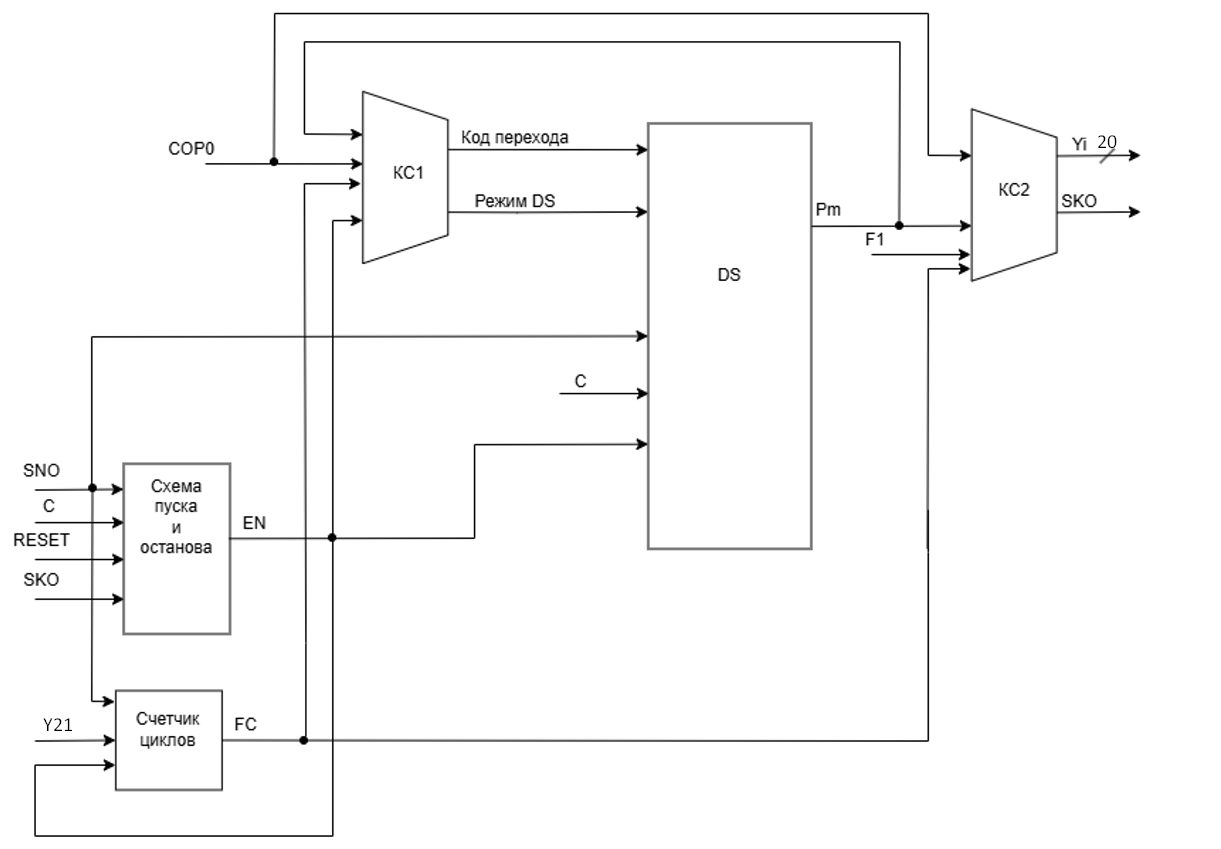 COP0
КС1
Код перехода
Режим DS
DS
Pm
F1
КС2
Yi 20
SKO
C
SNO
C
RESET
SKO
Схема
пуска
и
останова
EN
Y21
Счетчик
циклов
FC